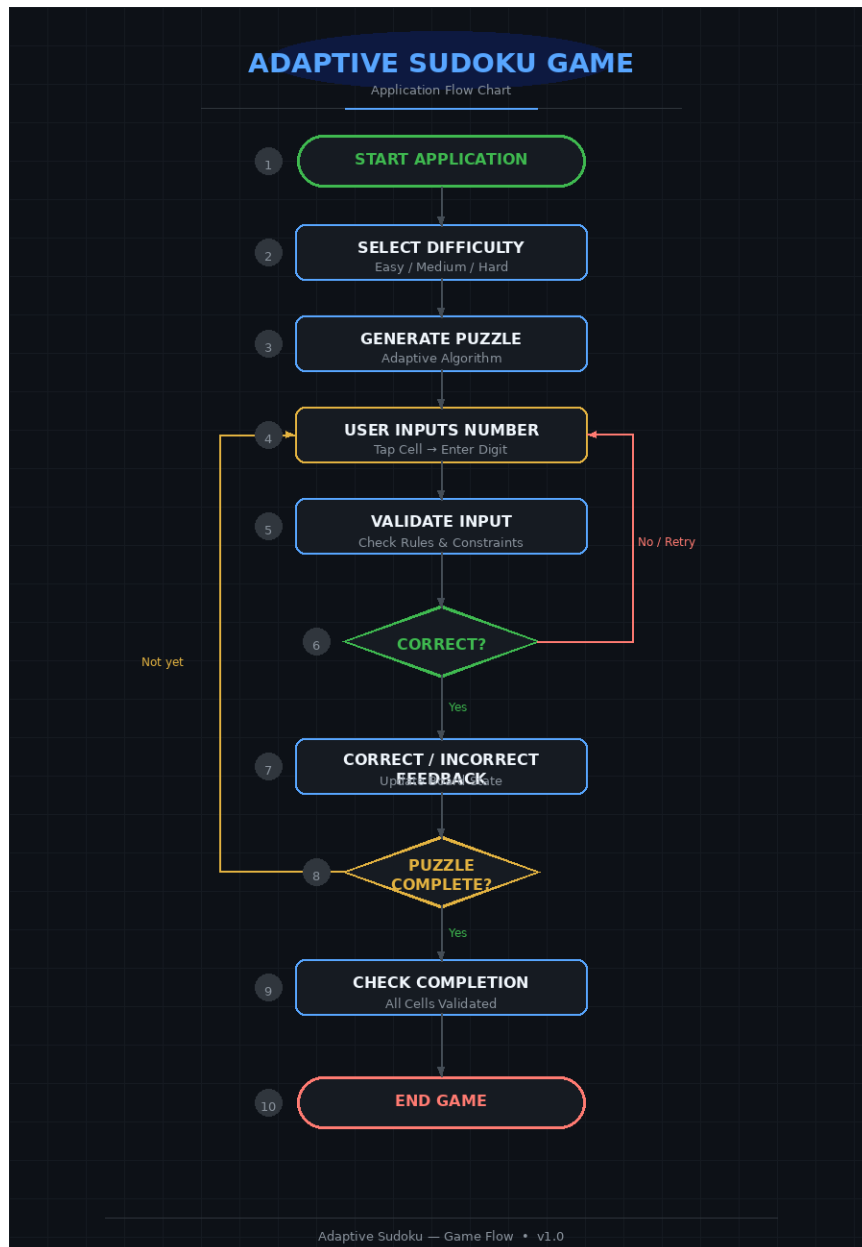 ADAPTIVE SUDOKU GAME
Application Flow Chart
1
START APPLICATION
2
SELECT DIFFICULTY
Easy / Medium / Hard
3
GENERATE PUZZLE
Adaptive Algorithm
4
USER INPUTS NUMBER
Tap Cell → Enter Digit
5
VALIDATE INPUT
Check Rules & Constraints
No / Retry
6
CORRECT?
Not yet
Yes
7
CORRECT / INCORRECT
FEEDBACK
Update Board State
8
PUZZLE
COMPLETE?
Yes
9
CHECK COMPLETION
All Cells Validated
10
END GAME
Adaptive Sudoku — Game Flow • v1.0